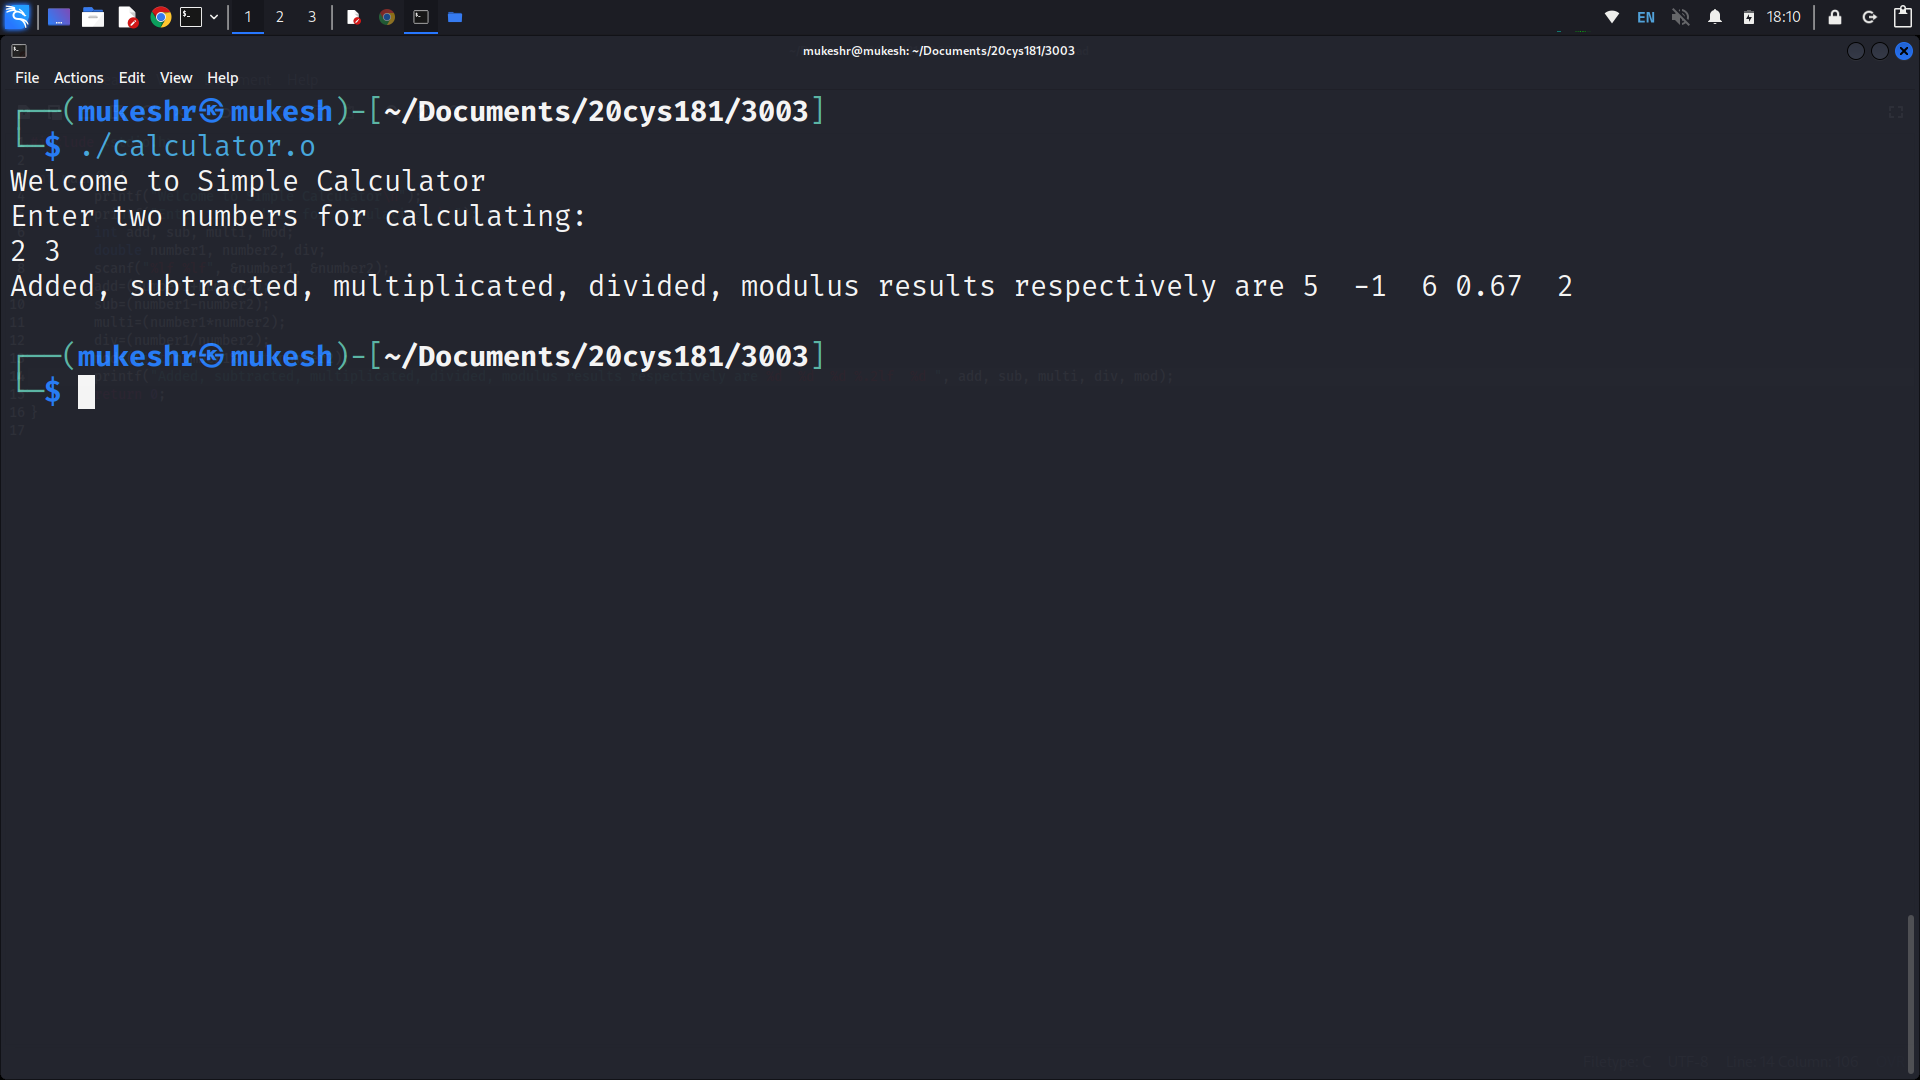 1 2 3 EN 18:10
mukeshr@mukesh: ~/Documents/20cys181/3003
File Actions Edit View Help
┌──(mukeshr㉿mukesh)-[~/Documents/20cys181/3003]
└─$ ./calculator.o
Welcome to Simple Calculator
Enter two numbers for calculating:
2 3
Added, subtracted, multiplicated, divided, modulus results respectively are 5  -1  6 0.67  2
┌──(mukeshr㉿mukesh)-[~/Documents/20cys181/3003]
└─$